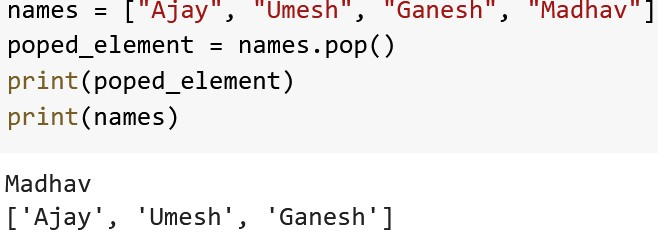 names = ["Ajay", "Umesh", "Ganesh", "Madhav"]
poped_element = names.pop()
print(poped_element)
print(names)
Madhav
['Ajay', 'Umesh', 'Ganesh']